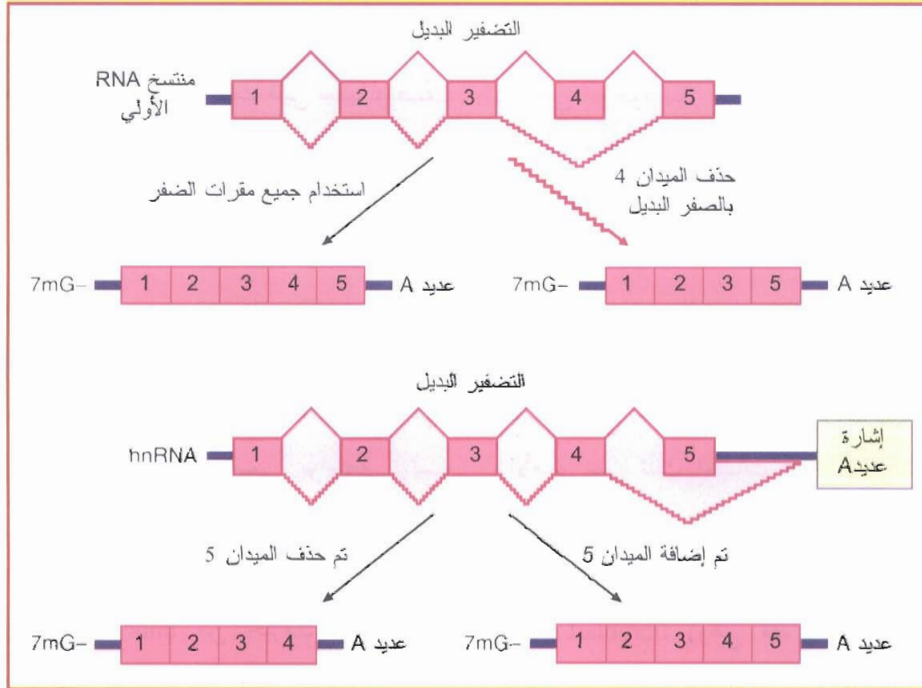 التضفير البديل
منتسخ RNA
الأولي
1 2 3 4 5
استخدام جميع مقرات الضفر
حذف الميدان 4
بالصفر البديل
7mG– 1 2 3 4 5 عديد A
7mG– 1 2 3 5 عديد A
التضفير البديل
hnRNA 1 2 3 4 5
إشارة
عديدA
تم حذف الميدان 5
تم إضافة الميدان 5
7mG– 1 2 3 4 عديد A
7mG– 1 2 3 4 5 عديد A